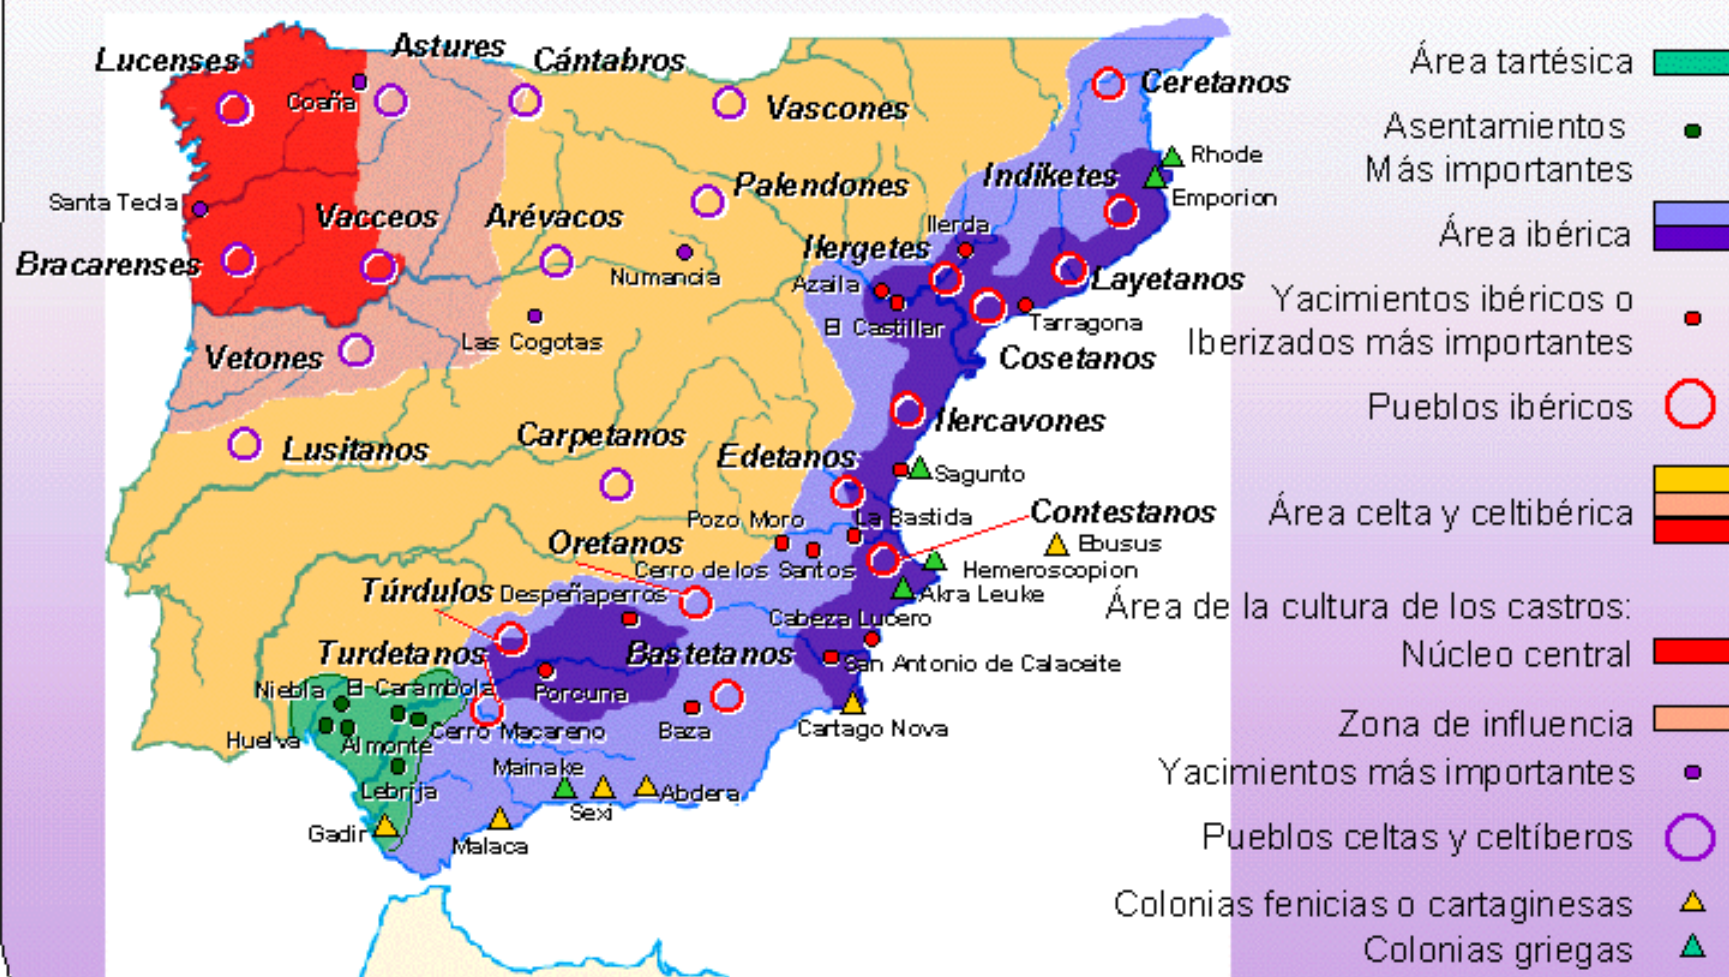 Lucenses
Astures
Cántabros
Coaña
Vascones
Ceretanos
Rhode
Indiketes
Emporion
Palendones
Santa Tecla
Vacceos
Arévacos
Ilerda
Ilergetes
Bracarenses
Numancia
Azaila
Layetanos
El Castillar
Tarragona
Las Cogotas
Vetones
Cosetanos
Ilercavones
Carpetanos
Lusitanos
Edetanos
Sagunto
Pozo Moro
La Bastida
Contestanos
Oretanos
Ebusus
Cerro de los Santos
Hemeroscopion
Túrdulos
Despeñaperros
Akra Leuke
Cabeza Lucero
Turdetanos
Bastetanos
San Antonio de Calaceite
Niebla
El Carambola
Porcuna
Huelva
Almonte
Cerro Macareno
Baza
Cartago Nova
Mainake
Lebrija
Abdera
Sexi
Gadir
Malaca
Área tartésica
Asentamientos
Más importantes
Área ibérica
Yacimientos ibéricos o
Iberizados más importantes
Pueblos ibéricos
Área celta y celtibérica
Área de la cultura de los castros:
Núcleo central
Zona de influencia
Yacimientos más importantes
Pueblos celtas y celtíberos
Colonias fenicias o cartaginesas
Colonias griegas